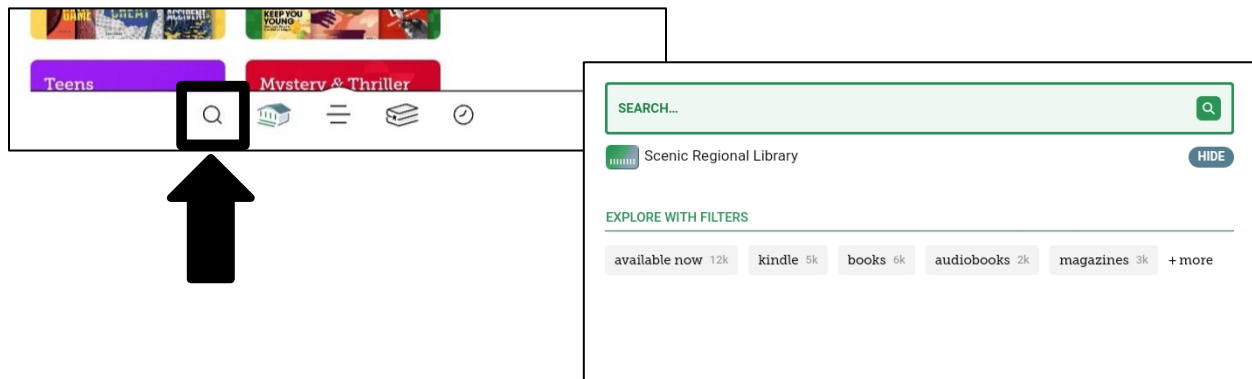 GAME
GREAT
ACCIDENT
KEEP YOU
YOUNG
Teens
Mystery & Thriller
SEARCH...
Scenic Regional Library
HIDE
EXPLORE WITH FILTERS
available now 12k kindle 5k books 6k audiobooks 2k magazines 3k + more